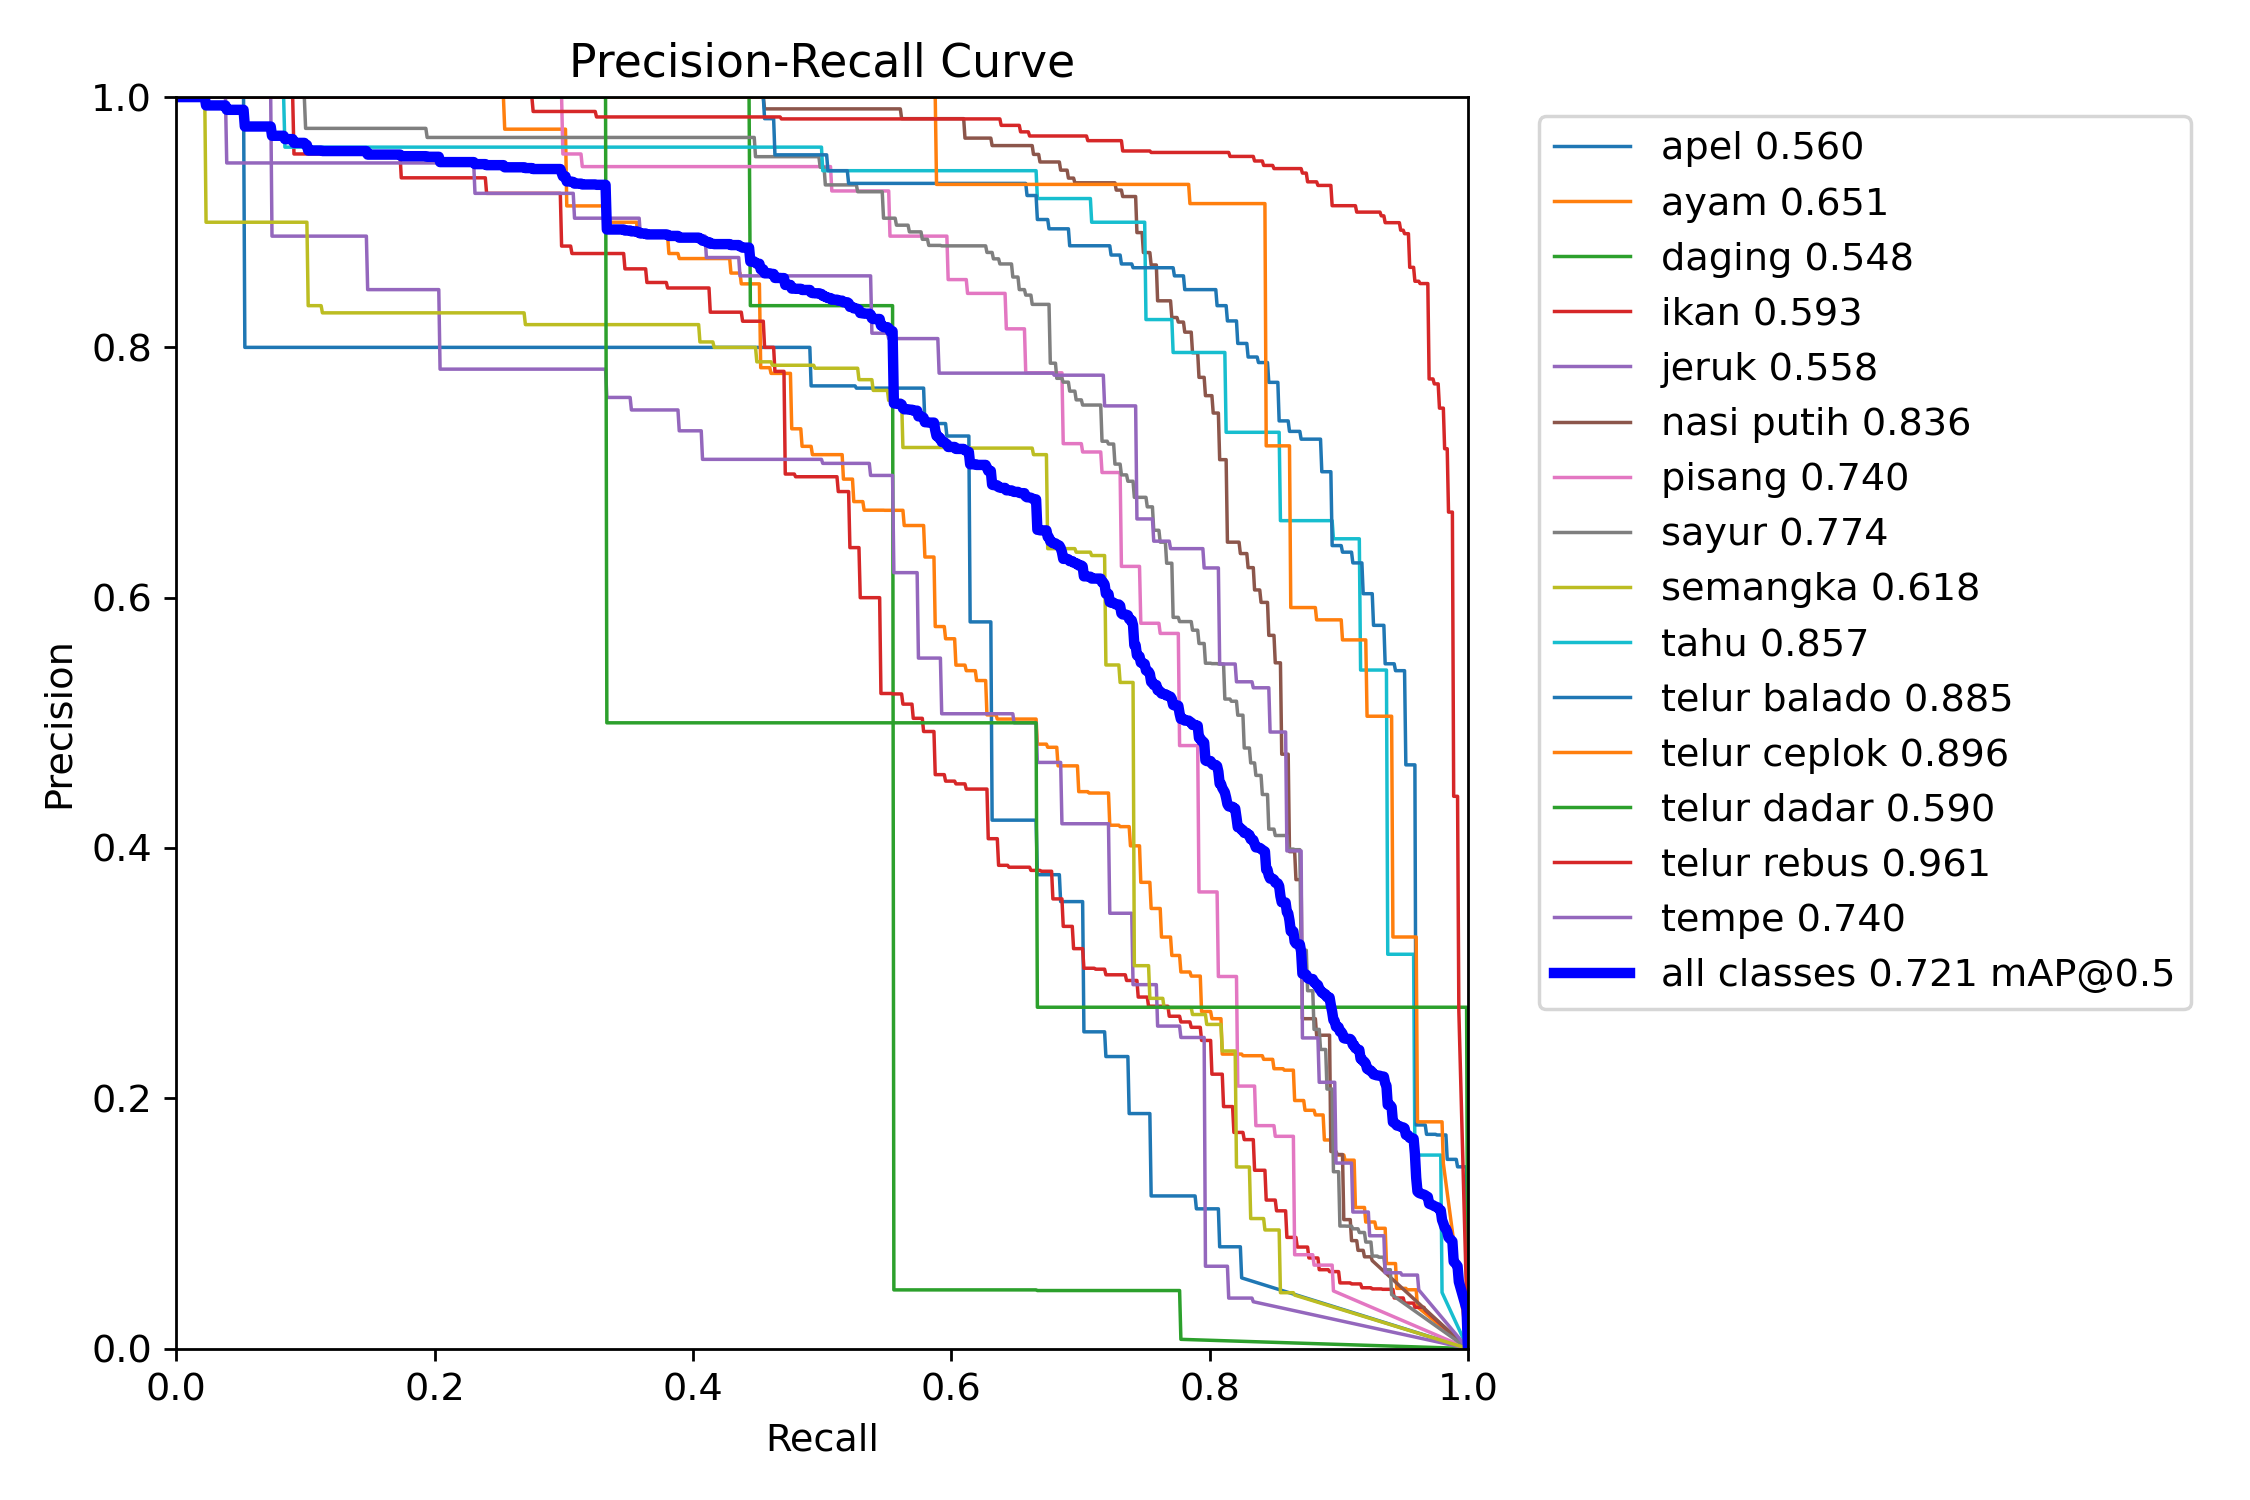 Precision-Recall Curve
1.0
0.8
0.6
0.4
0.2
0.0
Precision
0.0 0.2 0.4 0.6 0.8 1.0
Recall
apel 0.560
ayam 0.651
daging 0.548
ikan 0.593
jeruk 0.558
nasi putih 0.836
pisang 0.740
sayur 0.774
semangka 0.618
tahu 0.857
telur balado 0.885
telur ceplok 0.896
telur dadar 0.590
telur rebus 0.961
tempe 0.740
all classes 0.721 mAP@0.5